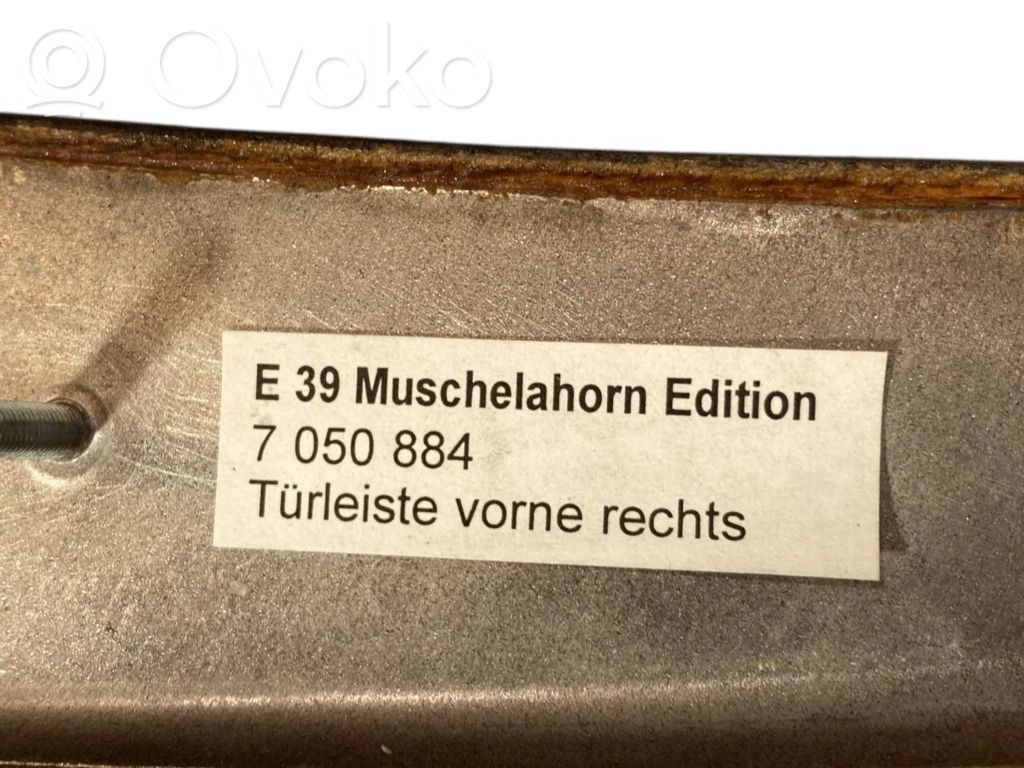 Ovoko
E 39 Muschelahorn Edition
7 050 884
Türleiste vorne rechts